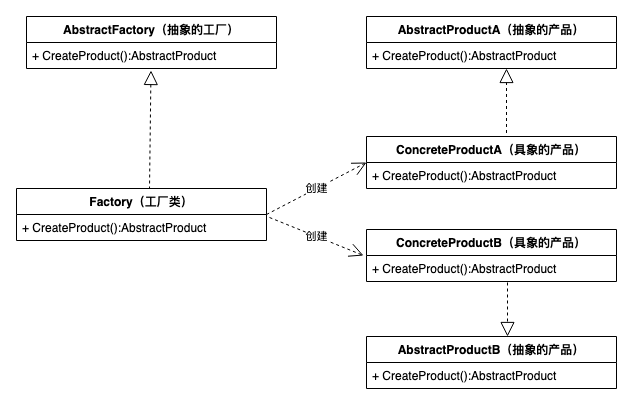 AbstractFactory（抽象的工厂）
+ CreateProduct():AbstractProduct
AbstractProductA（抽象的产品）
+ CreateProduct():AbstractProduct
ConcreteProductA（具象的产品）
+ CreateProduct():AbstractProduct
Factory（工厂类）
+ CreateProduct():AbstractProduct
创建
创建
ConcreteProductB（具象的产品）
+ CreateProduct():AbstractProduct
AbstractProductB（抽象的产品）
+ CreateProduct():AbstractProduct